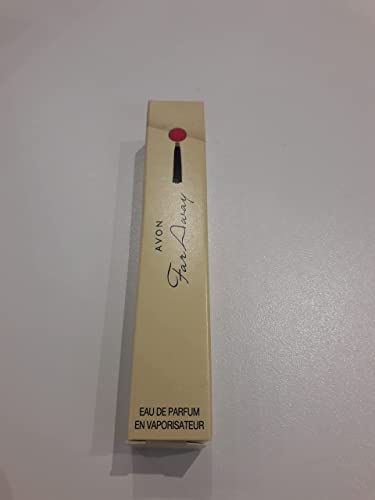 AVON
Far Away
EAU DE PARFUM
EN VAPORISATEUR